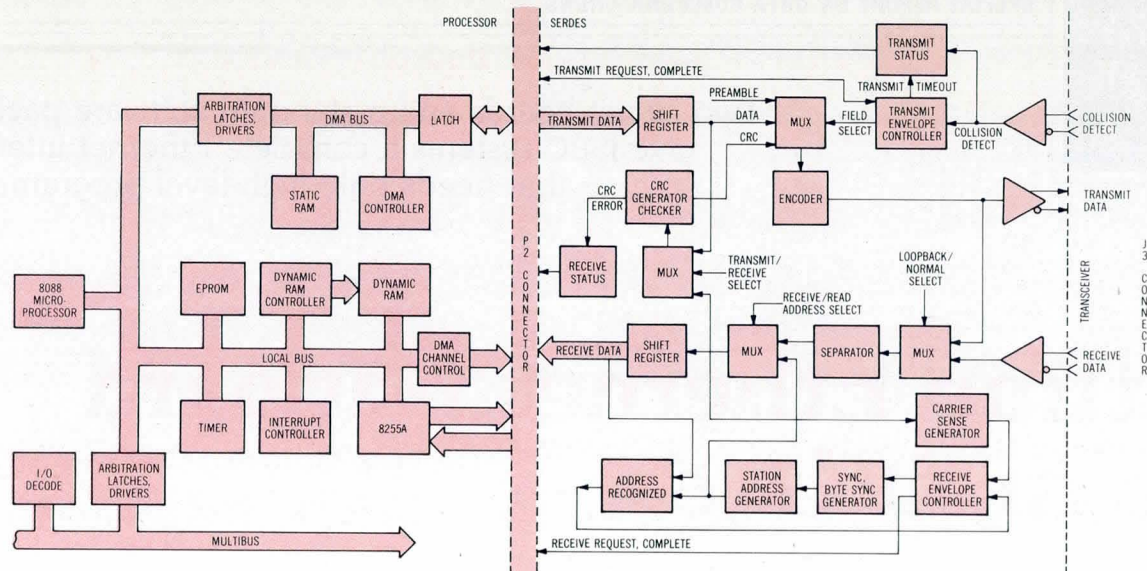 PROCESSOR
SERDES
ARBITRATION
LATCHES,
DRIVERS
DMA BUS
LATCH
STATIC
RAM
DMA
CONTROLLER
8088
MICRO-
PROCESSOR
EPROM
DYNAMIC
RAM
CONTROLLER
DYNAMIC
RAM
LOCAL BUS
DMA
CHANNEL
CONTROL
TIMER
INTERRUPT
CONTROLLER
8255A
I/O
DECODE
ARBITRATION
LATCHES,
DRIVERS
MULTIBUS
P2 CONNECTOR
TRANSMIT REQUEST, COMPLETE
TRANSMIT DATA
SHIFT
REGISTER
PREAMBLE
DATA
CRC
MUX
FIELD
SELECT
TRANSMIT
STATUS
TRANSMIT TIMEOUT
TRANSMIT
ENVELOPE
CONTROLLER
COLLISION
DETECT
COLLISION
DETECT
ENCODER
TRANSMIT
DATA
CRC
ERROR
CRC
GENERATOR
CHECKER
RECEIVE
STATUS
MUX
TRANSMIT/
RECEIVE
SELECT
LOOPBACK/
NORMAL
SELECT
RECEIVE/READ
ADDRESS SELECT
RECEIVE DATA
SHIFT
REGISTER
MUX
SEPARATOR
MUX
RECEIVE
DATA
TRANSCEIVER
J3 CONNECTOR
CARRIER
SENSE
GENERATOR
ADDRESS
RECOGNIZED
STATION
ADDRESS
GENERATOR
SYNC,
BYTE SYNC
GENERATOR
RECEIVE
ENVELOPE
CONTROLLER
RECEIVE REQUEST, COMPLETE